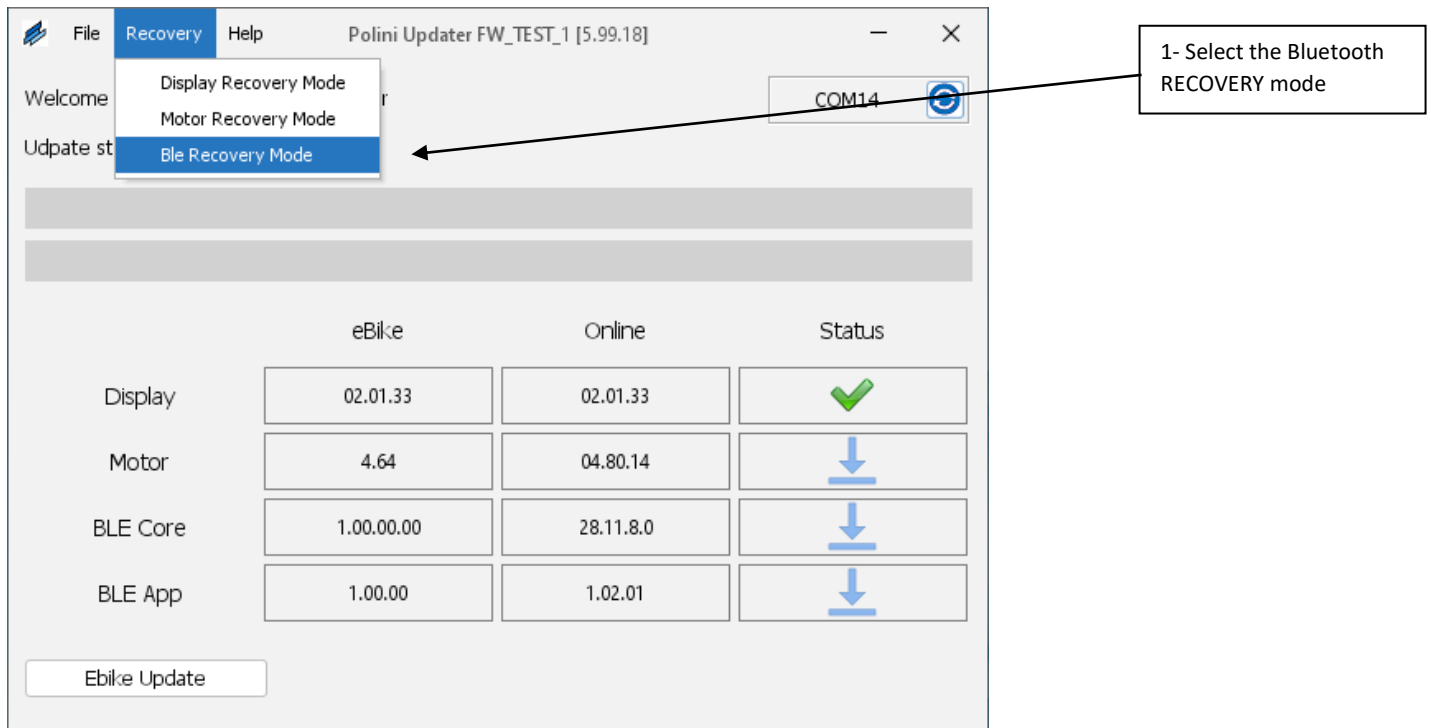 File Recovery Help Polini Updater FW_TEST_1 [5.99.18]
Display Recovery Mode
Motor Recovery Mode
Ble Recovery Mode
Welcome r COM14
Udpate st
1- Select the Bluetooth
RECOVERY mode
eBike Online Status
Display 02.01.33 02.01.33
Motor 4.64 04.80.14
BLE Core 1.00.00.00 28.11.8.0
BLE App 1.00.00 1.02.01
Ebike Update